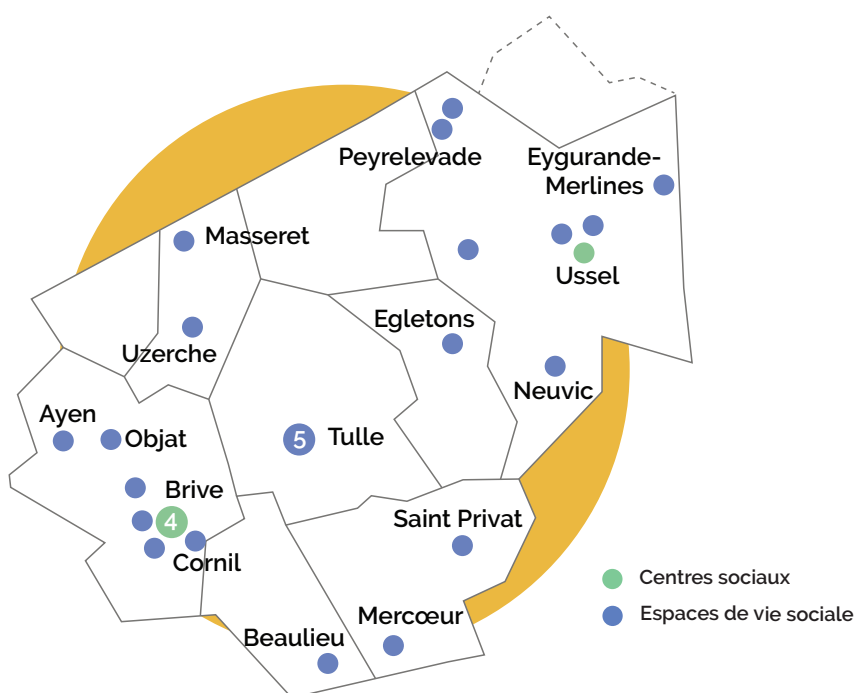 Peyrelevade
Eygurande-
Merlines
Masseret
Ussel
Egletons
Uzerche
Neuvic
Ayen
Objat
5
Tulle
Brive
4
Saint Privat
Cornil
Centres sociaux
Espaces de vie sociale
Mercœur
Beaulieu